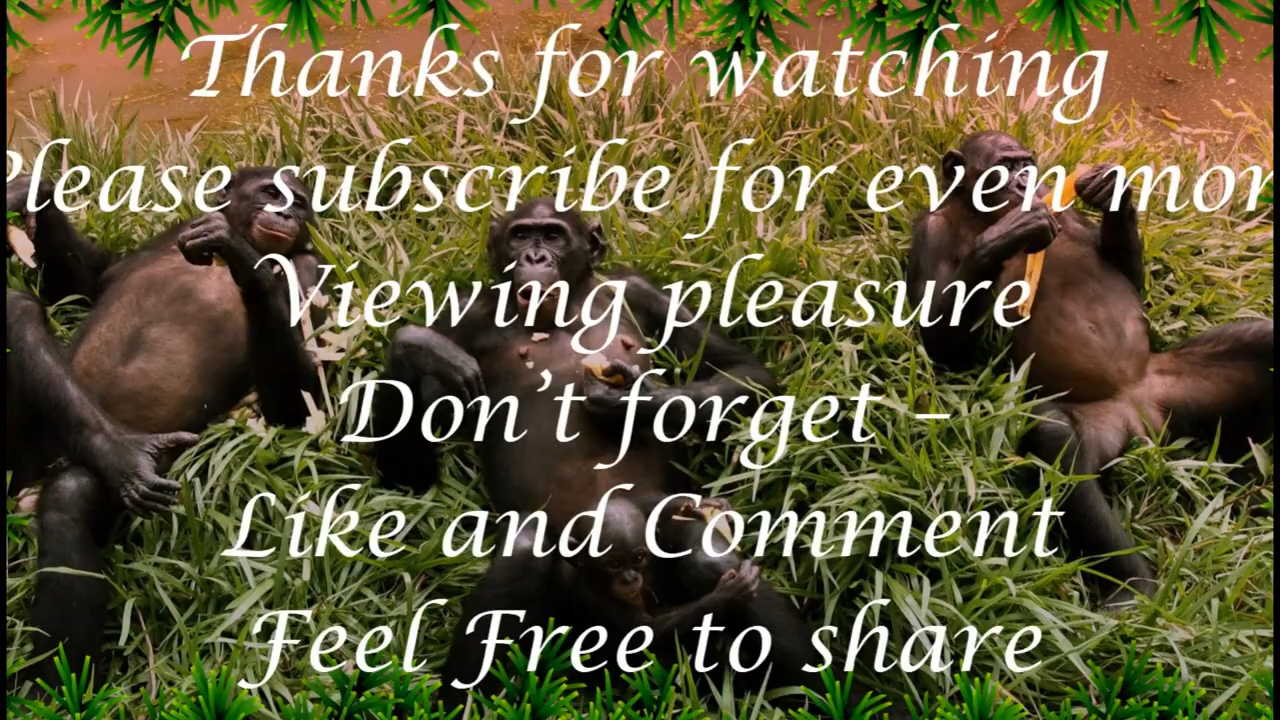 Thanks for watching
Please subscribe for even mor
Viewing pleasure
Don't forget –
Like and Comment
Feel Free to share